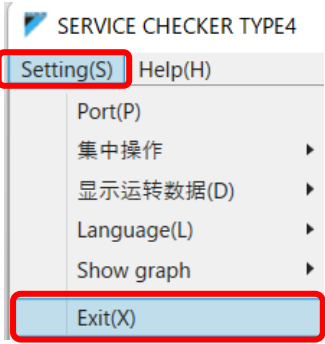 SERVICE CHECKER TYPE4
Setting(S) Help(H)
Port(P)
集中操作
显示运转数据(D)
Language(L)
Show graph
Exit(X)